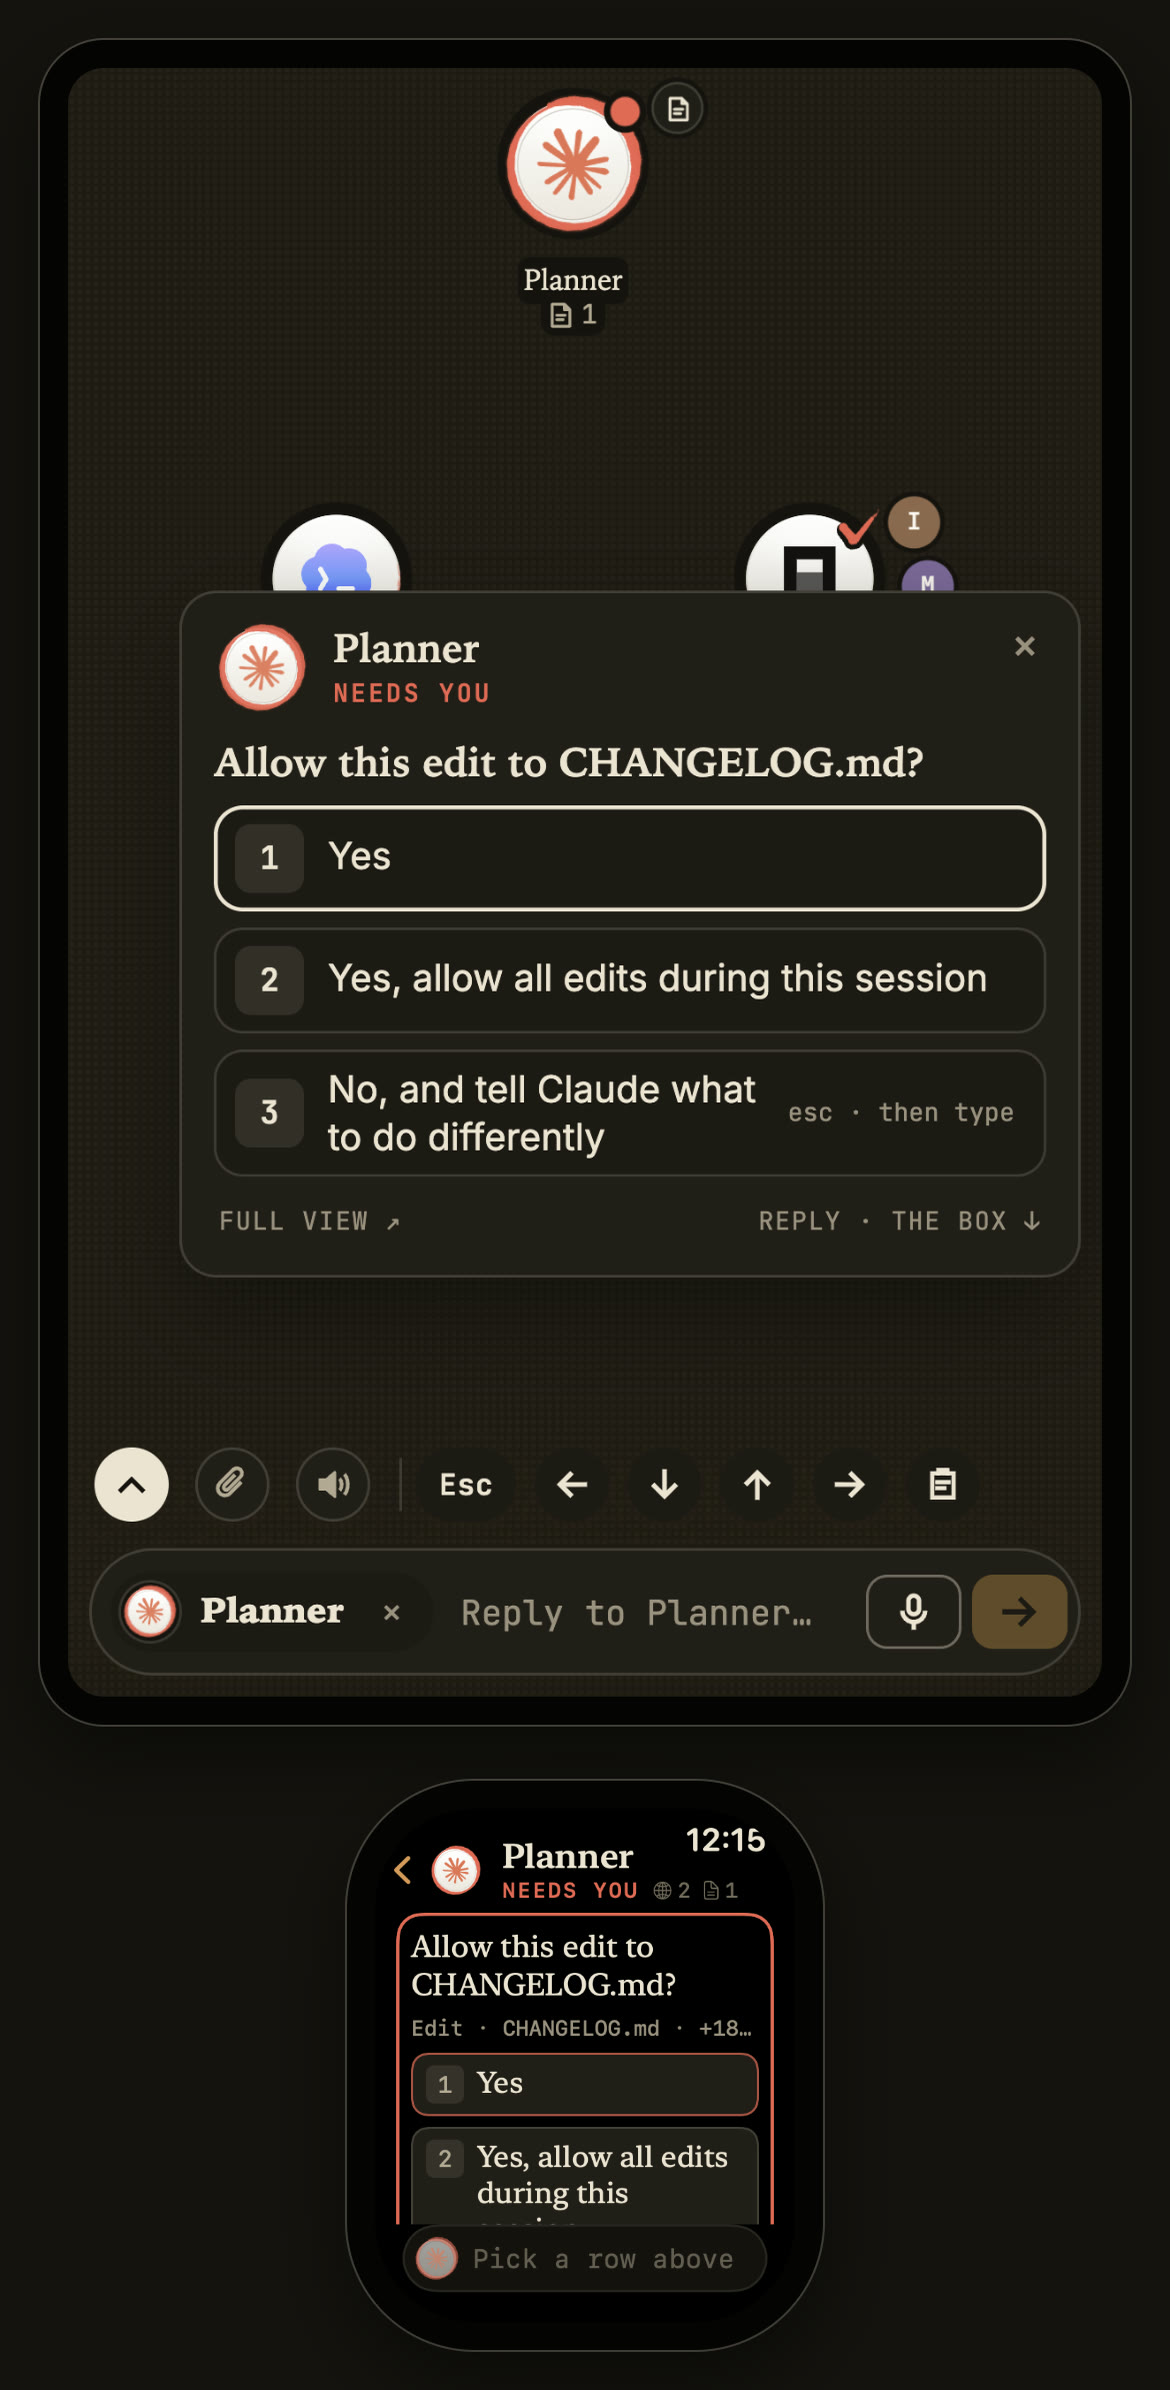 Planner
1
I
M
Planner
NEEDS YOU
×
Allow this edit to CHANGELOG.md?
1 Yes
2 Yes, allow all edits during this session
3 No, and tell Claude what
to do differently
esc · then type
FULL VIEW ↗
REPLY · THE BOX ↓
Esc ← ↓ ↑ →
Planner × Reply to Planner…
12:15
Planner
NEEDS YOU 2 1
Allow this edit to
CHANGELOG.md?
Edit · CHANGELOG.md · +18…
1 Yes
2 Yes, allow all edits
during this
Pick a row above